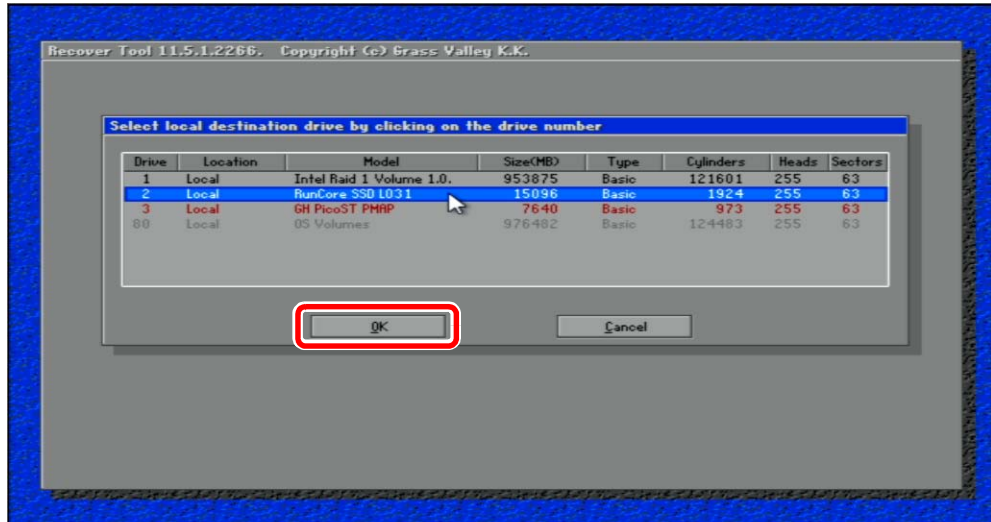 Recover Tool 11.5.1.2266. Copyright (c) Grass Valley K.K.
Select local destination drive by clicking on the drive number
Drive Location Model Size(MB) Type Cylinders Heads Sectors
1 Local Intel Raid 1 Volume 1.0. 953875 Basic 121601 255 63
2 Local RunCore SSD L031 15096 Basic 1924 255 63
3 Local GH PicoST PMAP 7640 Basic 973 255 63
80 Local OS Volumes 976482 Basic 124483 255 63
OK Cancel